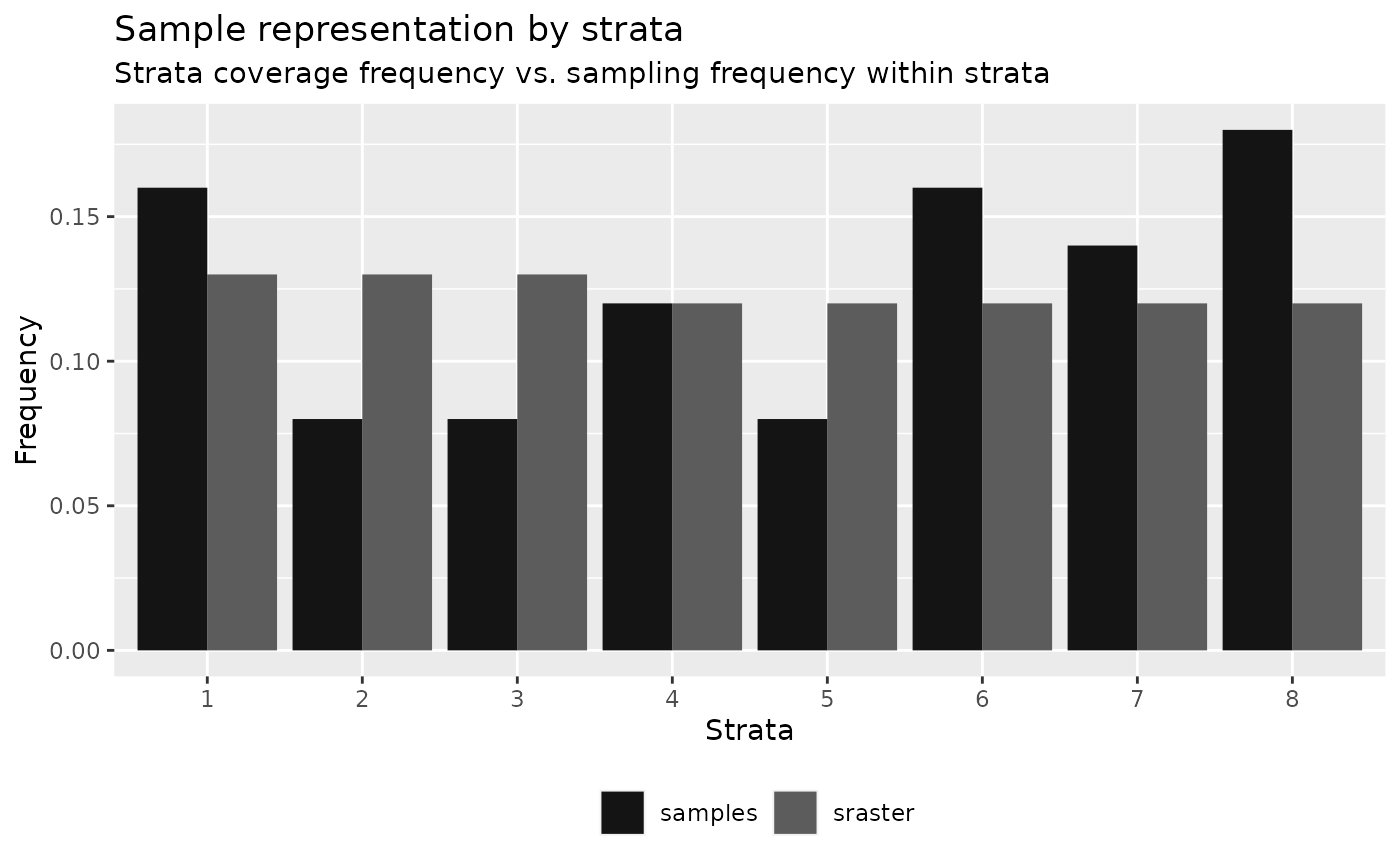 Sample representation by strata
Strata coverage frequency vs. sampling frequency within strata
Frequency
0.15
0.10
0.05
0.00
1 2 3 4 5 6 7 8
Strata
samples sraster